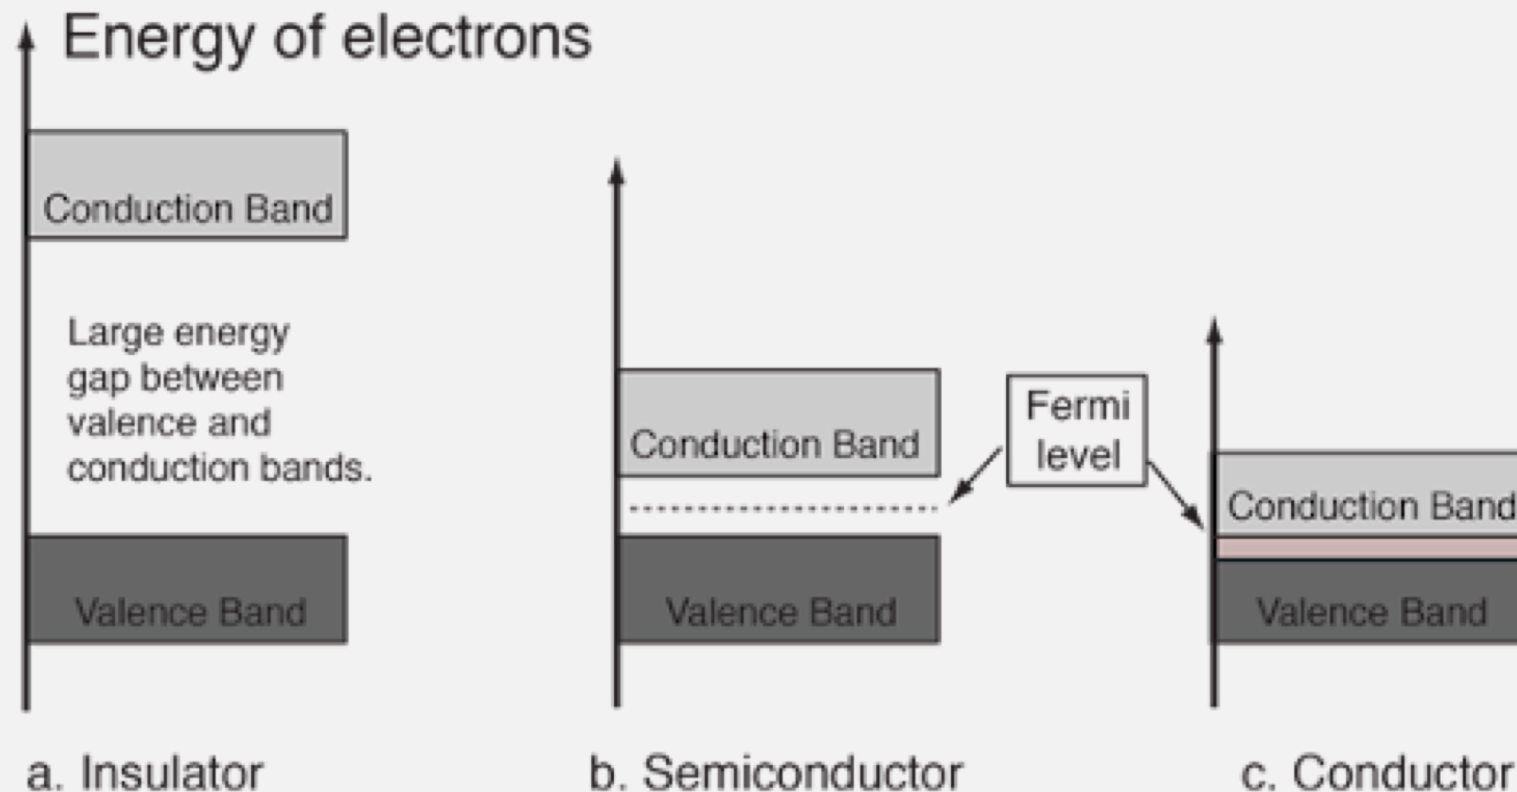 Energy of electrons
Conduction Band
Large energy
gap between
valence and
conduction bands.
Valence Band
a. Insulator
Conduction Band
Valence Band
b. Semiconductor
Fermi
level
Conduction Band
Valence Band
c. Conductor